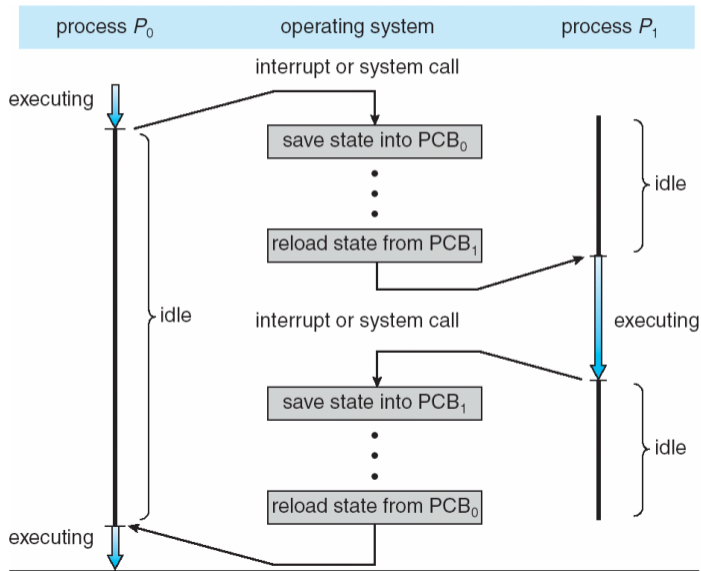 process P₀ operating system process P₁
interrupt or system call
executing
save state into PCB₀
idle
reload state from PCB₁
idle
interrupt or system call
executing
save state into PCB₁
idle
reload state from PCB₀
executing